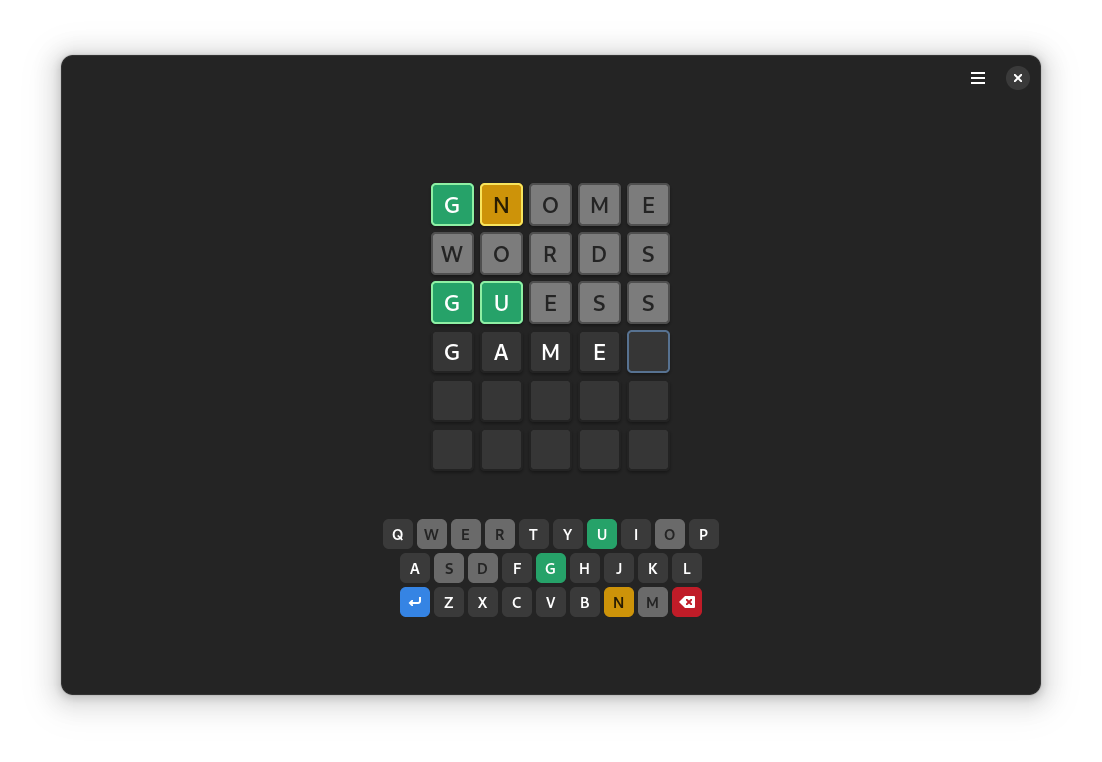 G N O M E
W O R D S
G U E S S
G A M E
Q W E R T Y U I O P
A S D F G H J K L
Z X C V B N M